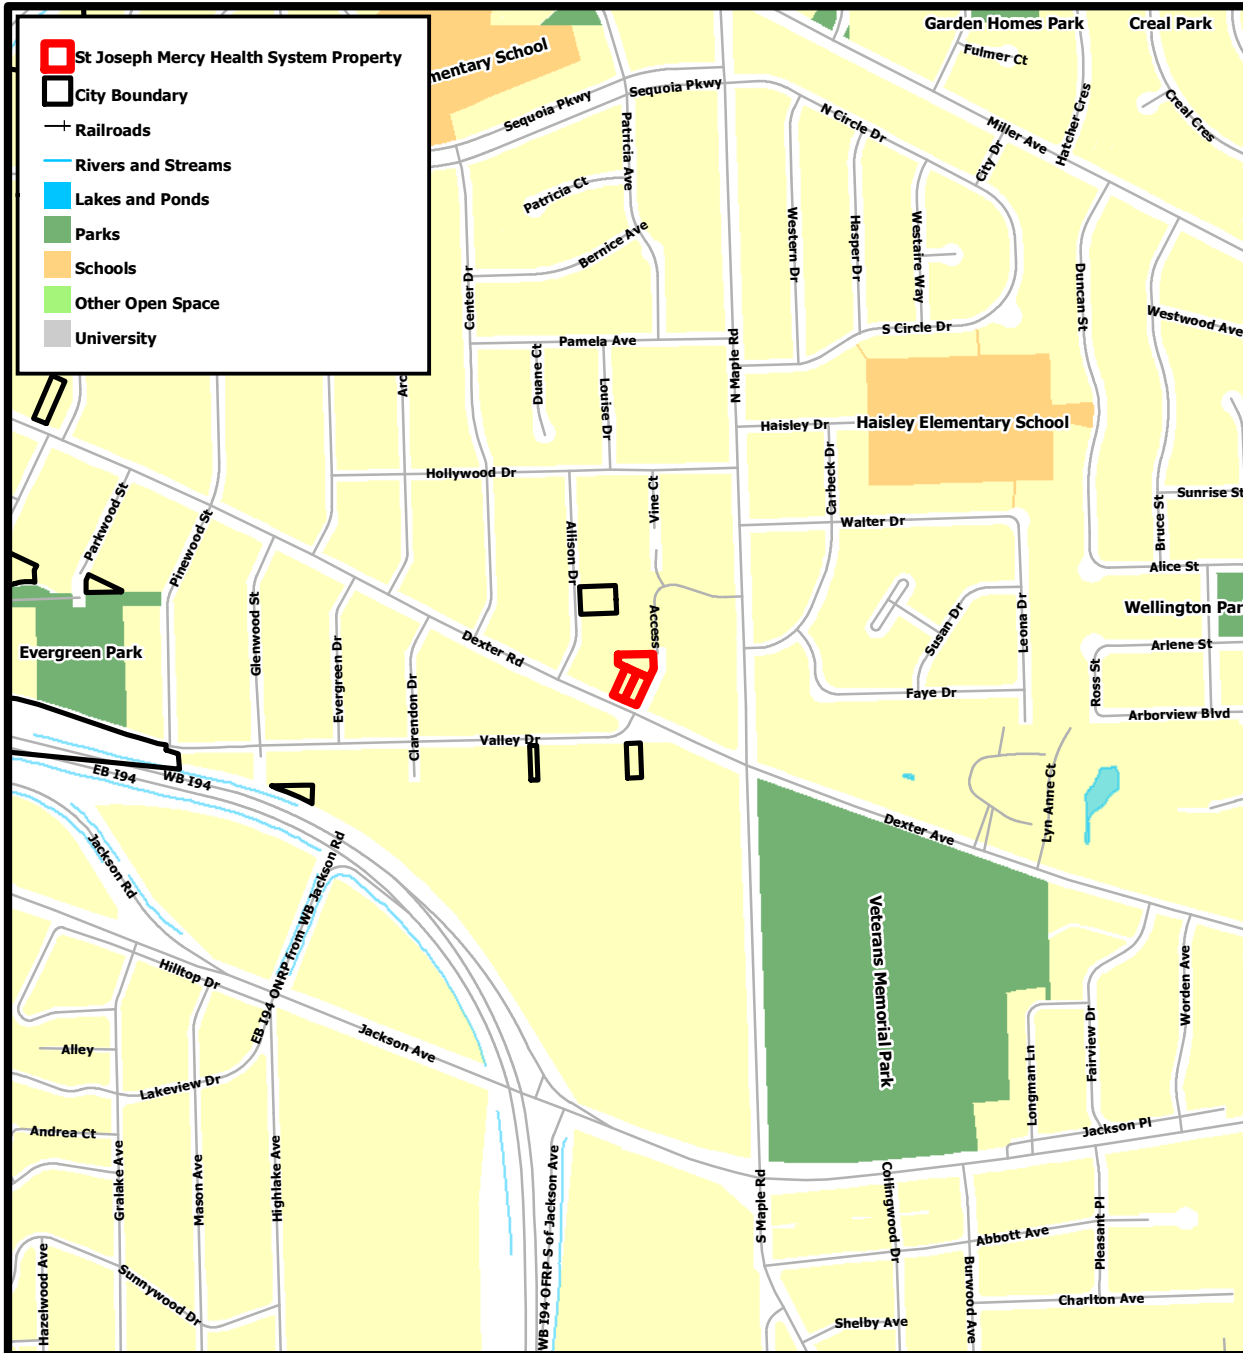 St Joseph Mercy Health System Property
City Boundary
Railroads
Rivers and Streams
Lakes and Ponds
Parks
Schools
Other Open Space
University
mentary School
Garden Homes Park
Creal Park
Fulmer Ct
Hatcher Cres
Creal Cres
Miller Ave
City Dr
Sequoia Pkwy
Sequoia Pkwy
Patricia Ave
N Circle Dr
Patricia Ct
Bernice Ave
Center Dr
Western Dr
Hasper Dr
Westaire Way
Duncan St
Westwood Ave
S Circle Dr
Pamela Ave
N Maple Rd
Duane Ct
Louise Dr
Arc
Haisley Dr
Haisley Elementary School
Carbeck Dr
Hollywood Dr
Vine Ct
Sunrise St
Bruce St
Parkwood St
Pinewood St
Allison Dr
Walter Dr
Alice St
Glenwood St
Access
Susan Dr
Leona Dr
Wellington Par
Evergreen Park
Evergreen Dr
Dexter Rd
Arlene St
Ross St
Clarendon Dr
Faye Dr
Arborview Blvd
Valley Dr
EB I94
WB I94
Lyn Anne Ct
Dexter Ave
Jackson Rd
EB I94 ONRP from WB Jackson Rd
Veterans Memorial Park
Hilltop Dr
Worden Ave
Jackson Ave
Alley
Longman Ln
Fairview Dr
Lakeview Dr
Andrea Ct
Jackson Pl
Gralake Ave
Mason Ave
Highlake Ave
WB I94 OFRP S of Jackson Ave
S Maple Rd
Collingwood Dr
Pleasant Pl
Abbott Ave
Hazelwood Ave
Sunnywood Dr
Burwood Ave
Charlton Ave
Shelby Ave